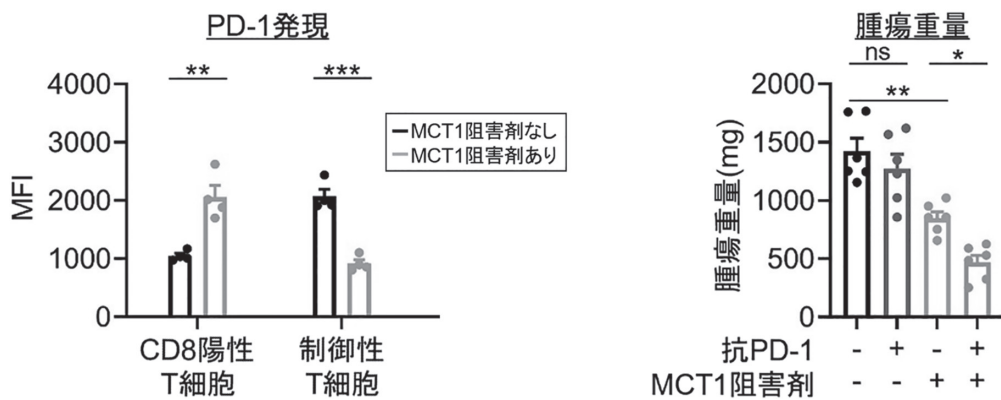 PD-1発現
** ***
4000
3000
2000
1000
0
MFI
CD8陽性
T細胞
制御性
T細胞
MCT1阻害剤なし
MCT1阻害剤あり
腫瘍重量
ns *
**
2000
1500
1000
500
0
腫瘍重量(mg)
抗PD-1 - + - +
MCT1阻害剤 - - + +